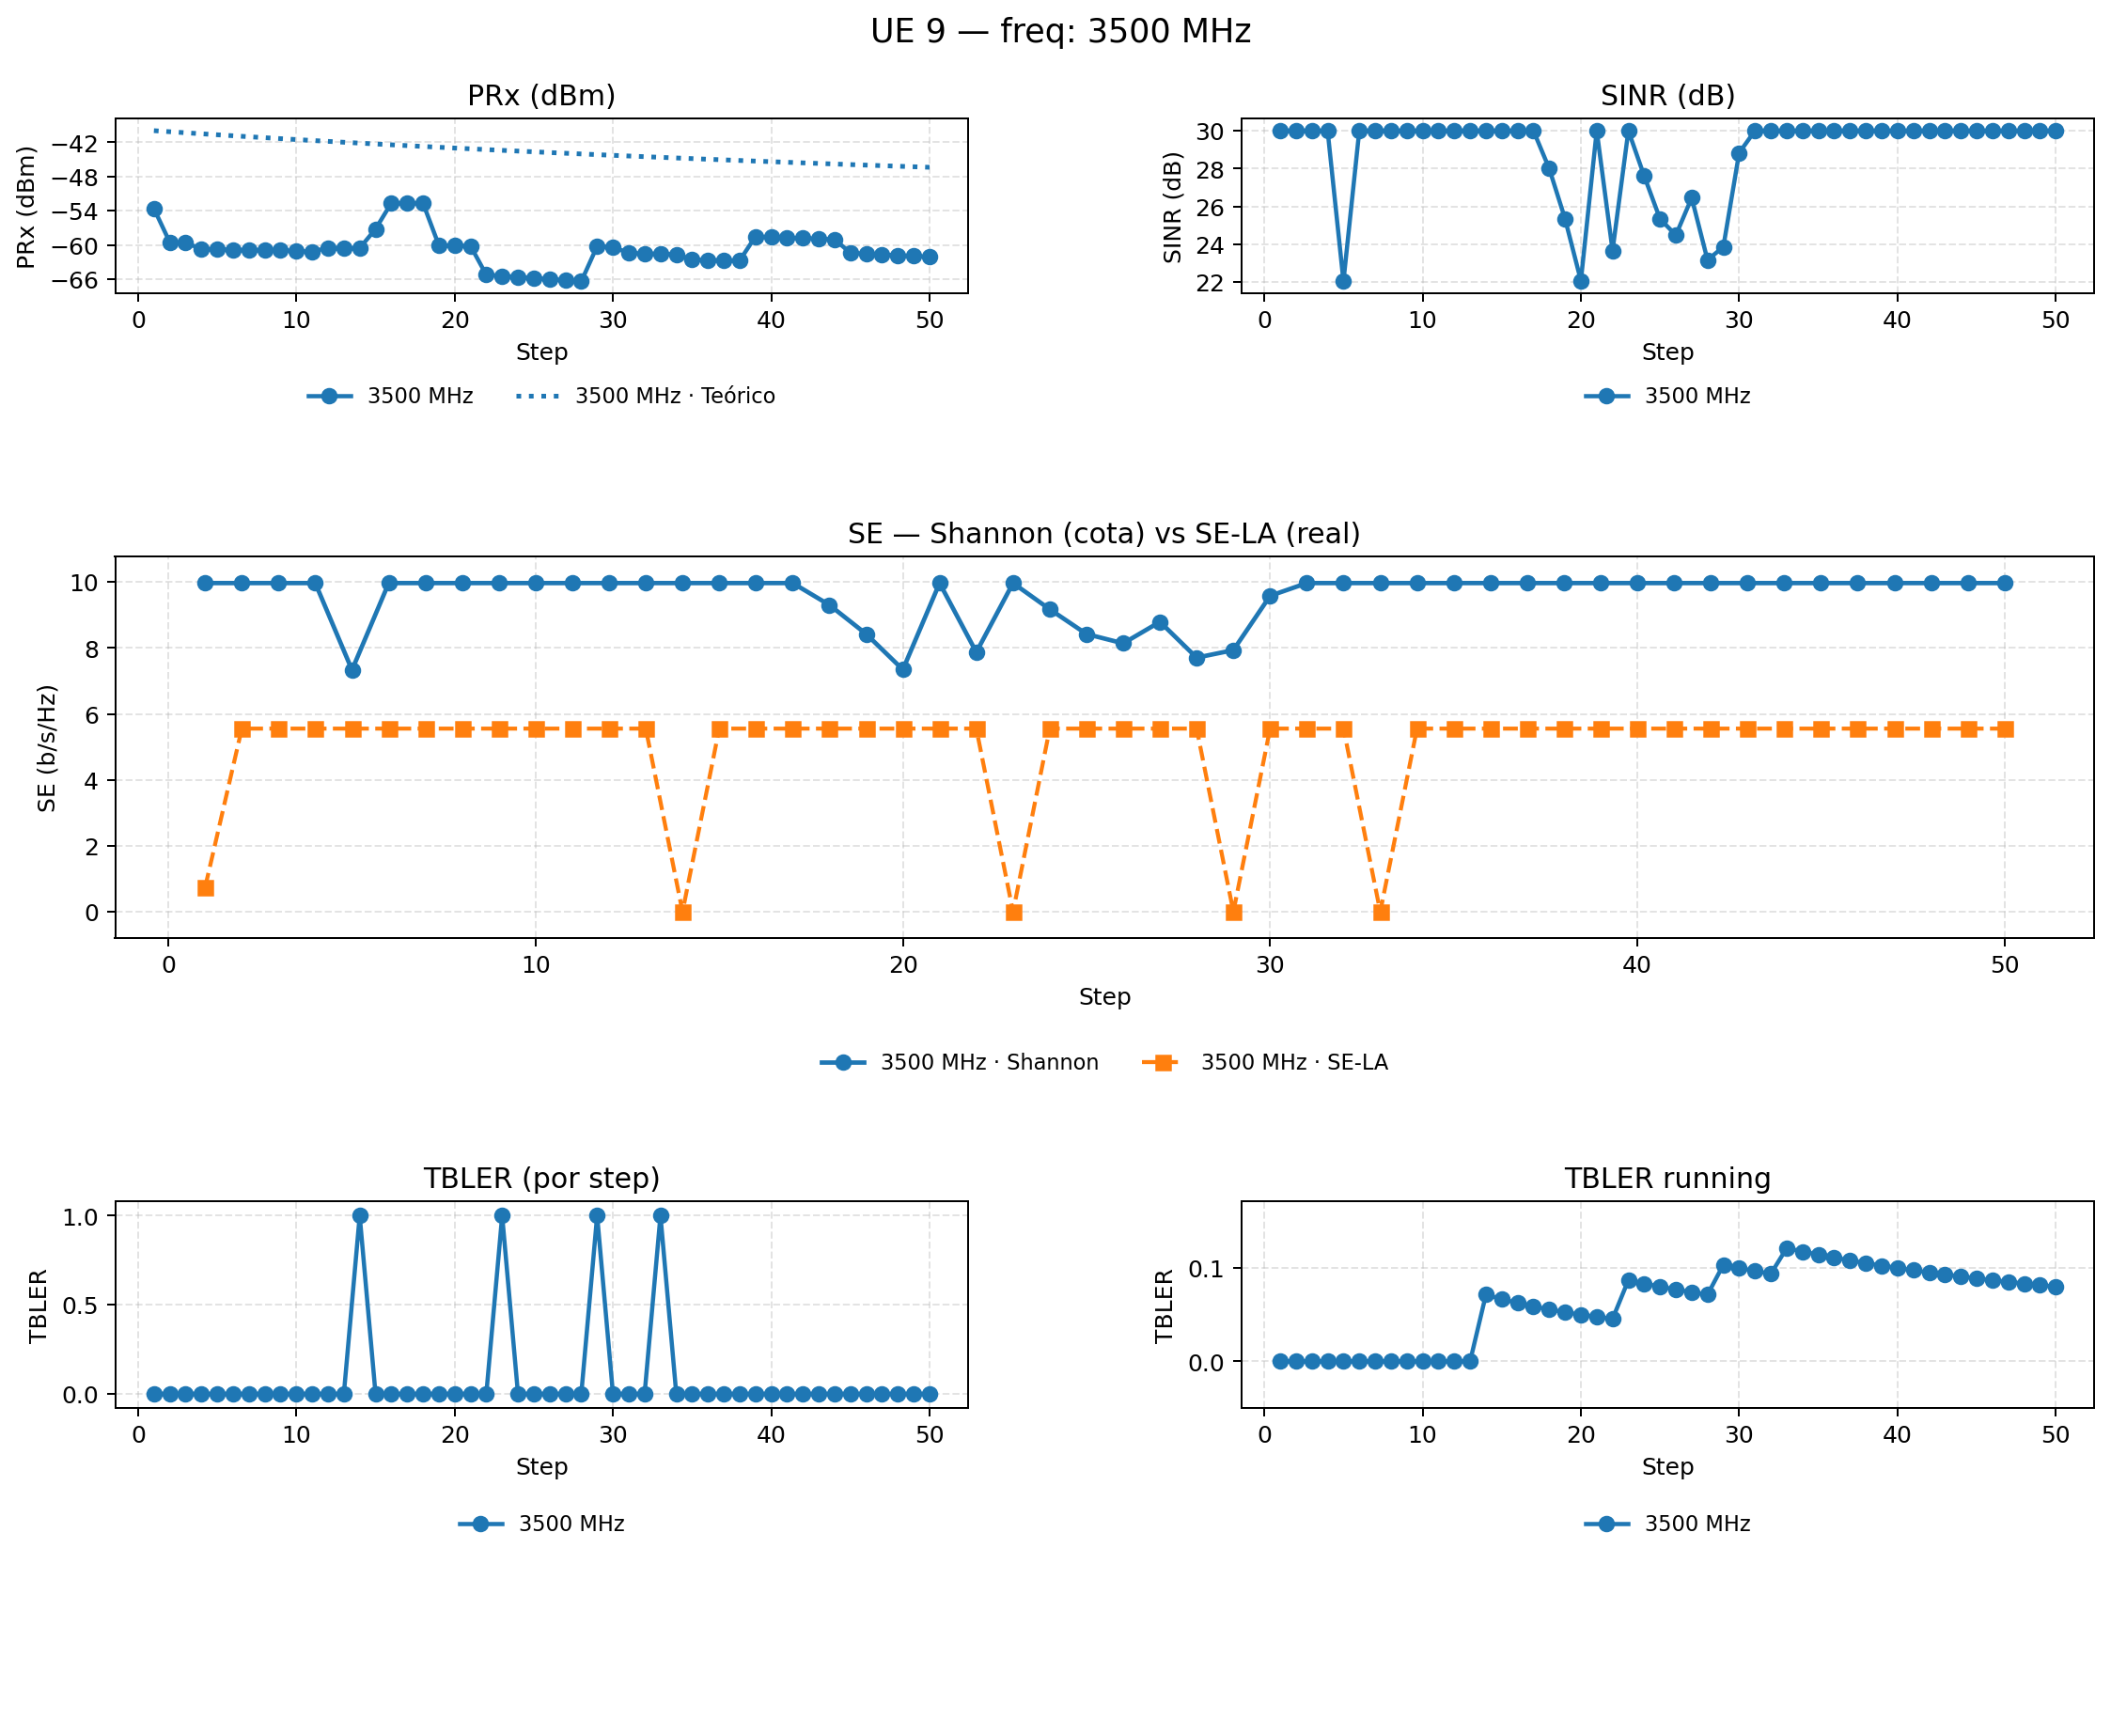 UE 9 — freq: 3500 MHz
PRx (dBm)
PRx (dBm)
−42
−48
−54
−60
−66
0 10 20 30 40 50
Step
3500 MHz 3500 MHz · Teórico
SINR (dB)
SINR (dB)
30
28
26
24
22
0 10 20 30 40 50
Step
3500 MHz
SE — Shannon (cota) vs SE-LA (real)
SE (b/s/Hz)
10
8
6
4
2
0
0 10 20 30 40 50
Step
3500 MHz · Shannon 3500 MHz · SE-LA
TBLER (por step)
TBLER
1.0
0.5
0.0
0 10 20 30 40 50
Step
3500 MHz
TBLER running
TBLER
0.1
0.0
0 10 20 30 40 50
Step
3500 MHz